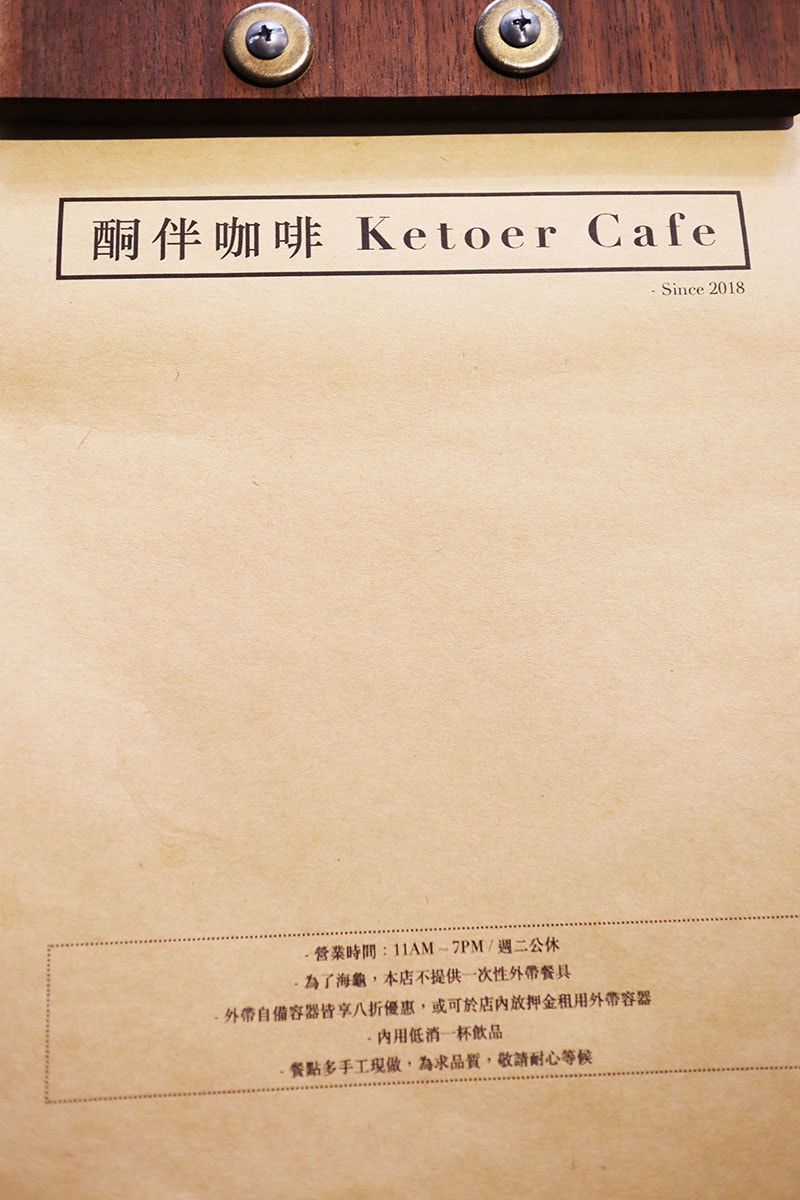 酮伴咖啡 Ketoer Cafe
- Since 2018
- 營業時間：11AM ~ 7PM / 週二公休
- 為了海龜，本店不提供一次性外帶餐具
- 外帶自備容器皆享八折優惠，或可於店內放押金租用外帶容器
- 內用低消一杯飲品
- 餐點多手工現做，為求品質，敬請耐心等候